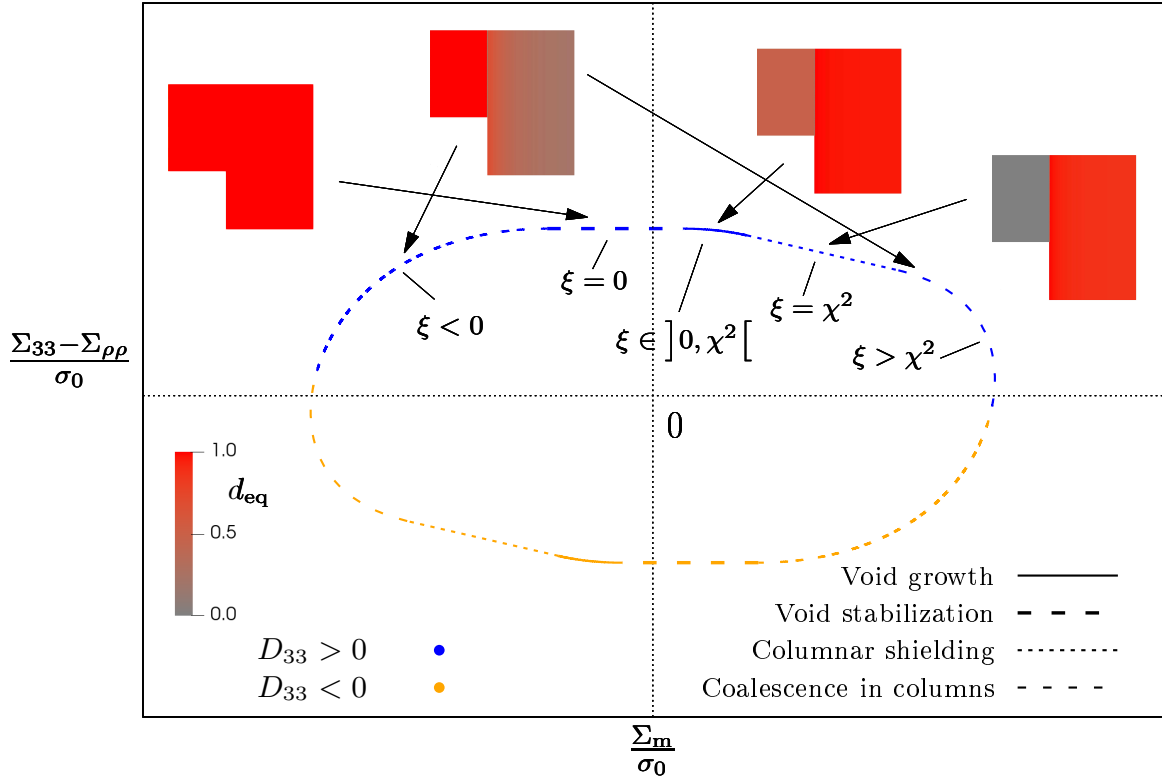 ξ = 0
ξ < 0
ξ ∈ ]0, χ²[
ξ = χ²
ξ > χ²
Σ₃₃−Σρρ
σ₀
0
1.0
d_eq
0.5
0.0
Void growth
Void stabilization
Columnar shielding
Coalescence in columns
D₃₃ > 0
D₃₃ < 0
Σₘ
σ₀